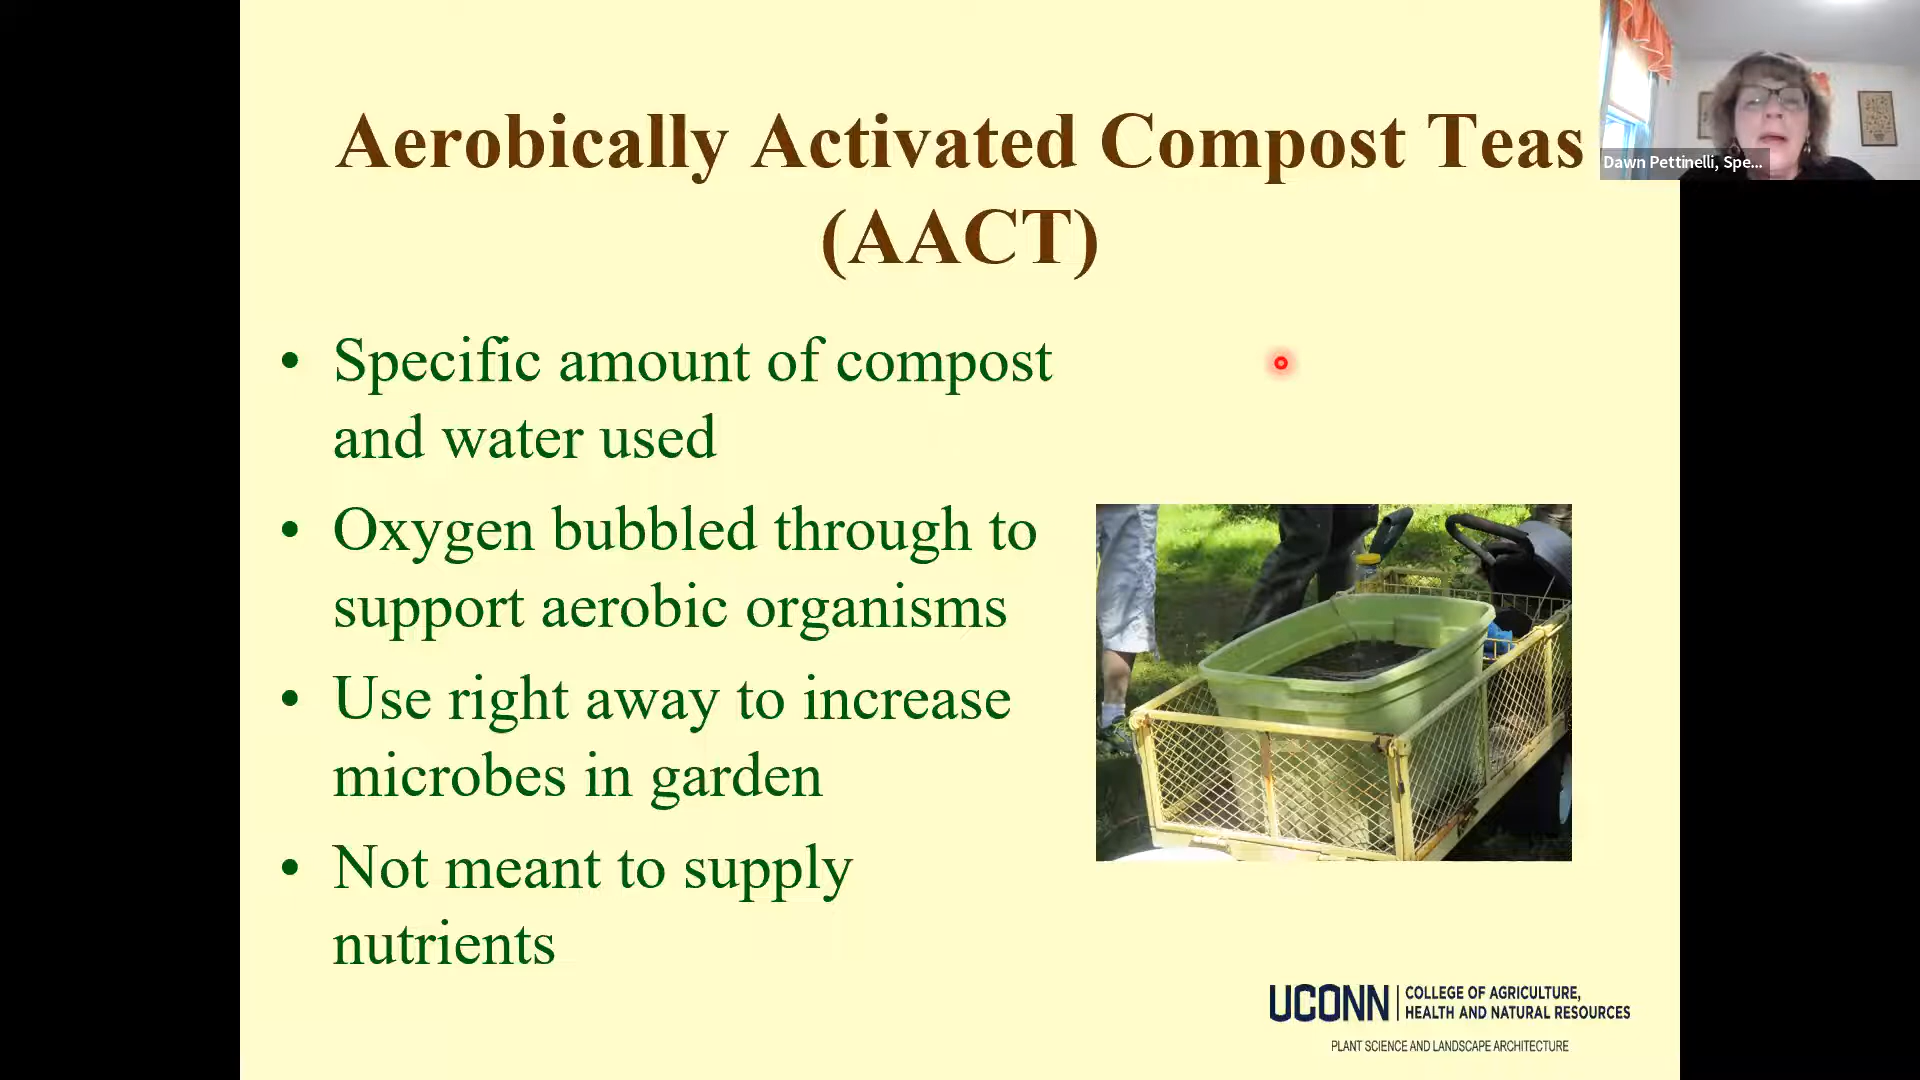 Aerobically Activated Compost Teas
(AACT)
Dawn Pettinelli, Spe...
• Specific amount of compost
and water used
• Oxygen bubbled through to
support aerobic organisms
• Use right away to increase
microbes in garden
• Not meant to supply
nutrients
UCONN
COLLEGE OF AGRICULTURE,
HEALTH AND NATURAL RESOURCES
PLANT SCIENCE AND LANDSCAPE ARCHITECTURE